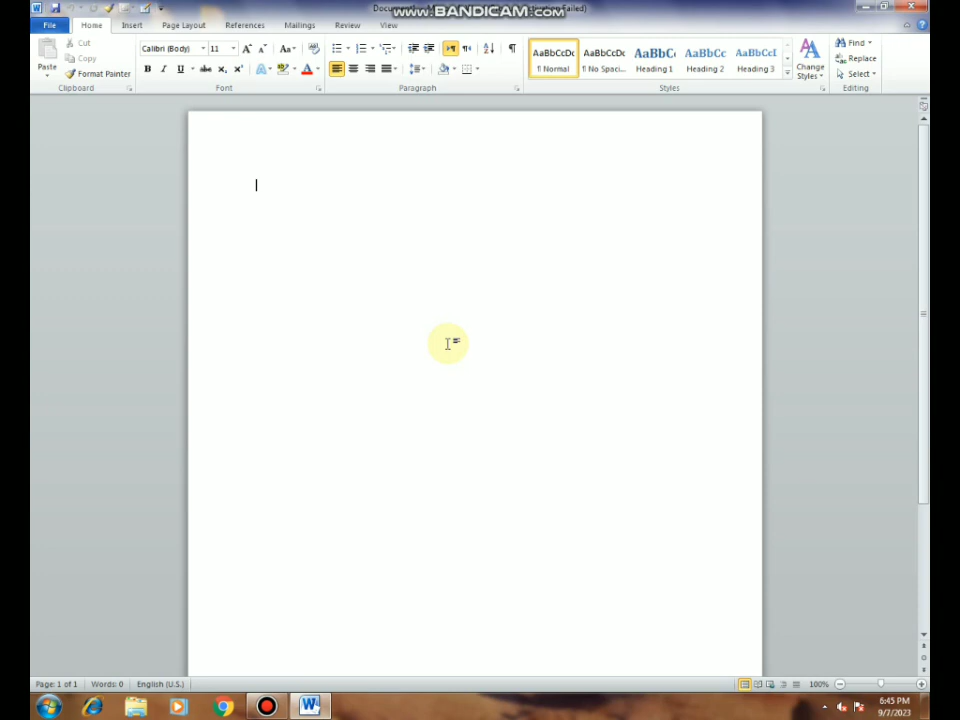 www.BANDICAM.com
File Home Insert Page Layout References Mailings Review View
Paste
Cut
Copy
Format Painter
Clipboard
Calibri (Body) 11
Font
Paragraph
AaBbCcDc AaBbCcDc AaBbC AaBbCc AaBbCcI
¶ Normal ¶ No Spaci... Heading 1 Heading 2 Heading 3
Change Styles
Styles
Find
Replace
Select
Editing
Page: 1 of 1 Words: 0 English (U.S.) 100%
6:45 PM
9/7/2023